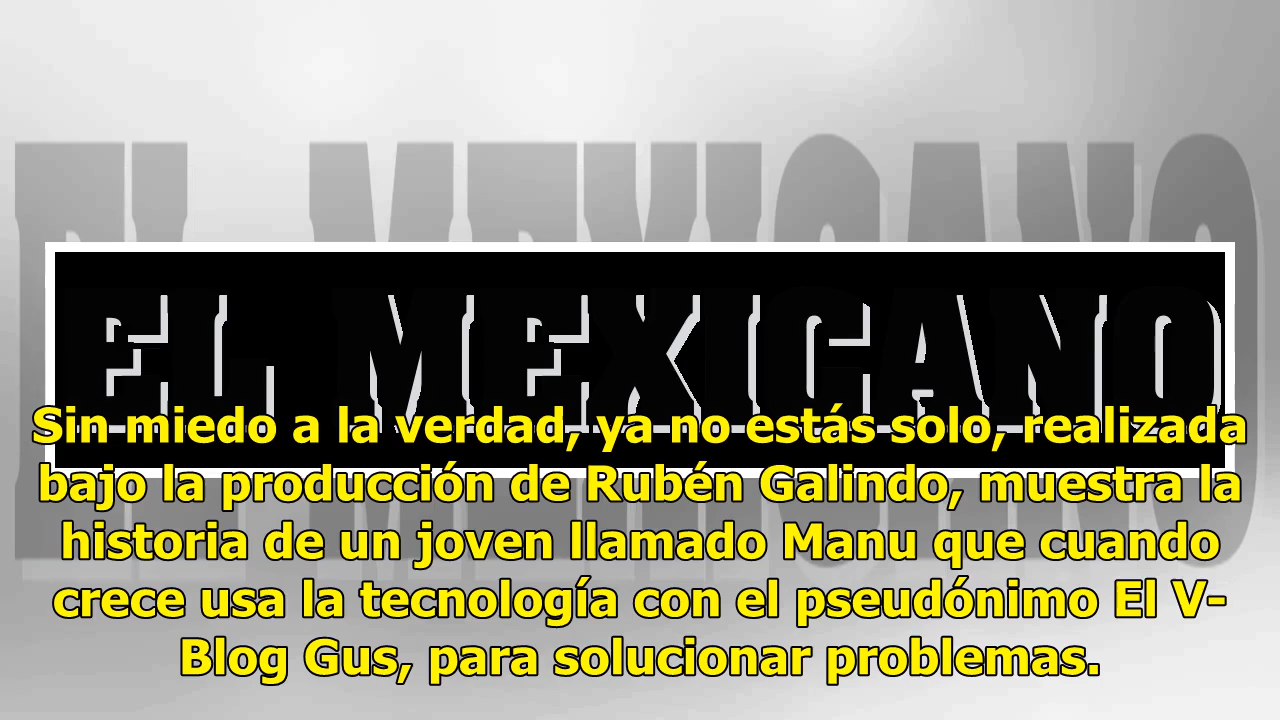 EL MEXICANO
EL MEXICANO
Sin miedo a la verdad, ya no estás solo, realizada
bajo la producción de Rubén Galindo, muestra la
historia de un joven llamado Manu que cuando
crece usa la tecnología con el pseudónimo El V-
Blog Gus, para solucionar problemas.